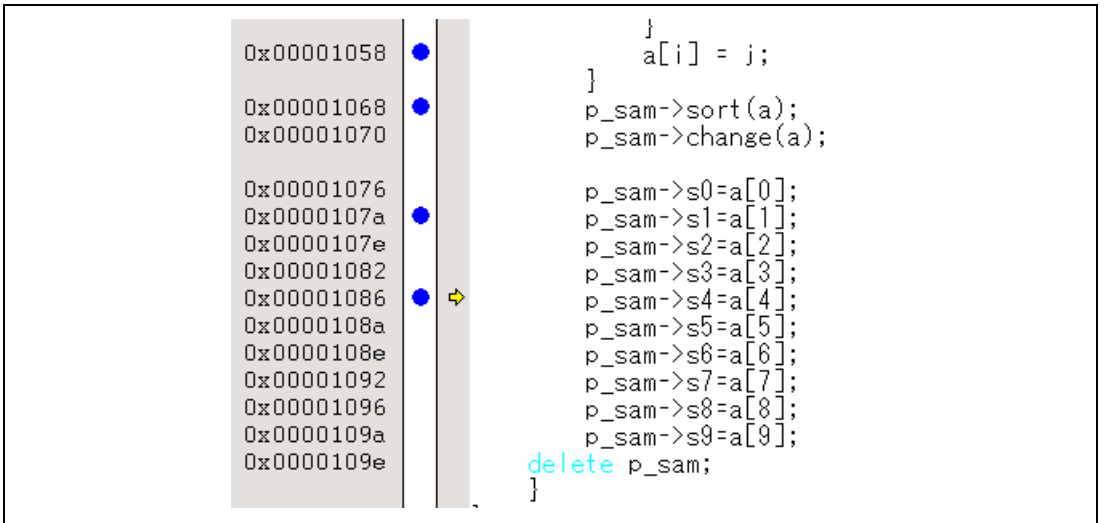 }
0x00001058 a[i] = j;
}
0x00001068 p_sam->sort(a);
0x00001070 p_sam->change(a);
0x00001076 p_sam->s0=a[0];
0x0000107a p_sam->s1=a[1];
0x0000107e p_sam->s2=a[2];
0x00001082 p_sam->s3=a[3];
0x00001086 p_sam->s4=a[4];
0x0000108a p_sam->s5=a[5];
0x0000108e p_sam->s6=a[6];
0x00001092 p_sam->s7=a[7];
0x00001096 p_sam->s8=a[8];
0x0000109a p_sam->s9=a[9];
0x0000109e delete p_sam;
}